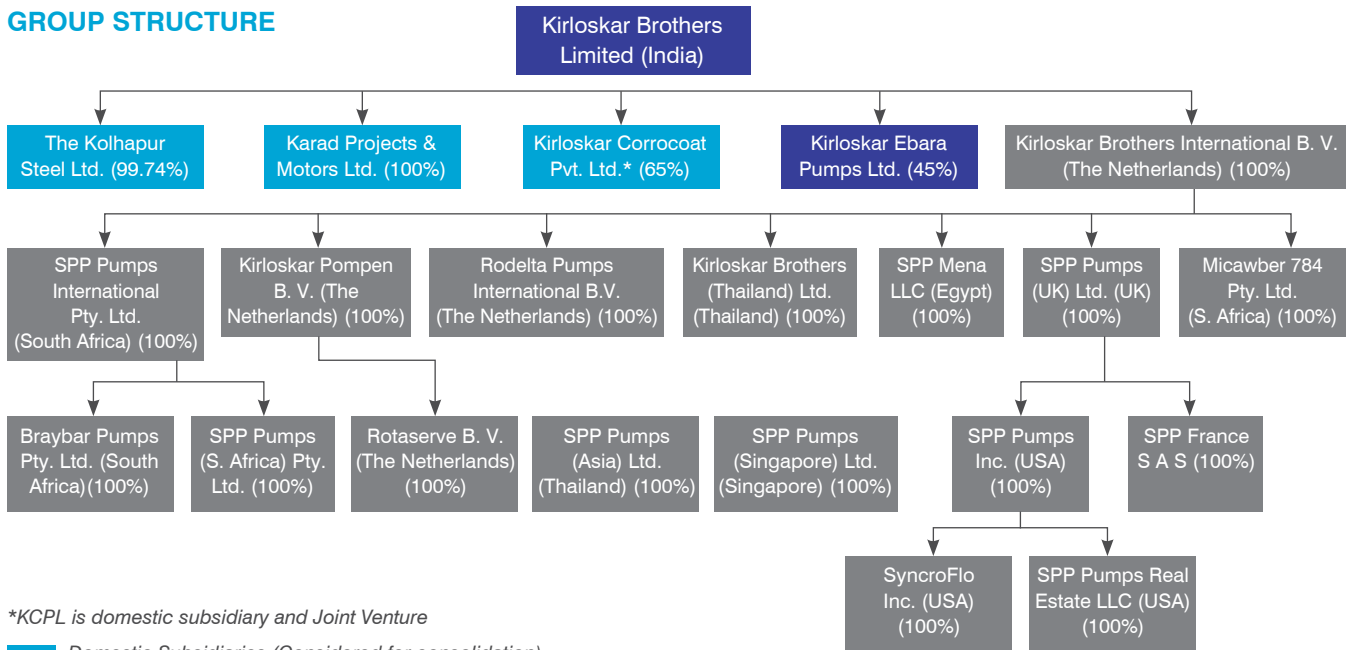 GROUP STRUCTURE
Kirloskar Brothers
Limited (India)
The Kolhapur
Steel Ltd. (99.74%)
Karad Projects &
Motors Ltd. (100%)
Kirloskar Corrocoat
Pvt. Ltd.* (65%)
Kirloskar Ebara
Pumps Ltd. (45%)
Kirloskar Brothers International B. V.
(The Netherlands) (100%)
SPP Pumps
International
Pty. Ltd.
(South Africa) (100%)
Kirloskar Pompen
B. V. (The
Netherlands) (100%)
Rodelta Pumps
International B.V.
(The Netherlands) (100%)
Kirloskar Brothers
(Thailand) Ltd.
(Thailand) (100%)
SPP Mena
LLC (Egypt)
(100%)
SPP Pumps
(UK) Ltd. (UK)
(100%)
Micawber 784
Pty. Ltd.
(S. Africa) (100%)
Braybar Pumps
Pty. Ltd. (South
Africa)(100%)
SPP Pumps
(S. Africa) Pty.
Ltd. (100%)
Rotaserve B. V.
(The Netherlands)
(100%)
SPP Pumps
(Asia) Ltd.
(Thailand) (100%)
SPP Pumps
(Singapore) Ltd.
(Singapore) (100%)
SPP Pumps
Inc. (USA)
(100%)
SPP France
S A S (100%)
SyncroFlo
Inc. (USA)
(100%)
SPP Pumps Real
Estate LLC (USA)
(100%)
*KCPL is domestic subsidiary and Joint Venture
Domestic Subsidiaries (Considered for consolidation)